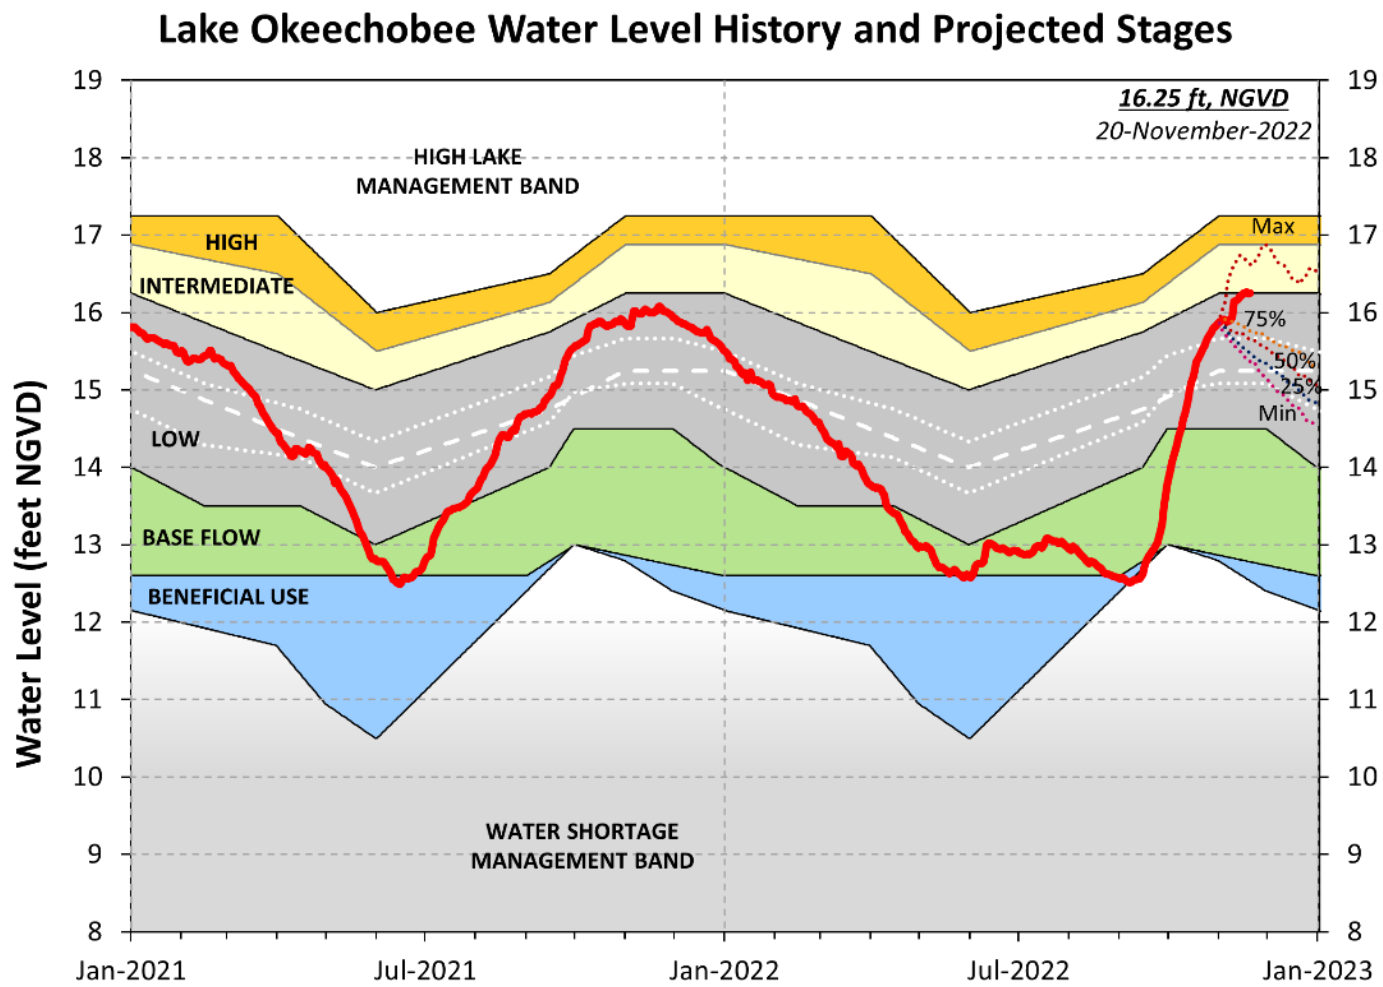 Lake Okeechobee Water Level History and Projected Stages
Water Level (feet NGVD)
19
18
17
16
15
14
13
12
11
10
9
8
16.25 ft, NGVD
20-November-2022
HIGH LAKE
MANAGEMENT BAND
HIGH
INTERMEDIATE
LOW
BASE FLOW
BENEFICIAL USE
WATER SHORTAGE
MANAGEMENT BAND
Max
75%
50%
25%
Min
19
18
17
16
15
14
13
12
11
10
9
8
Jan-2021
Jul-2021
Jan-2022
Jul-2022
Jan-2023